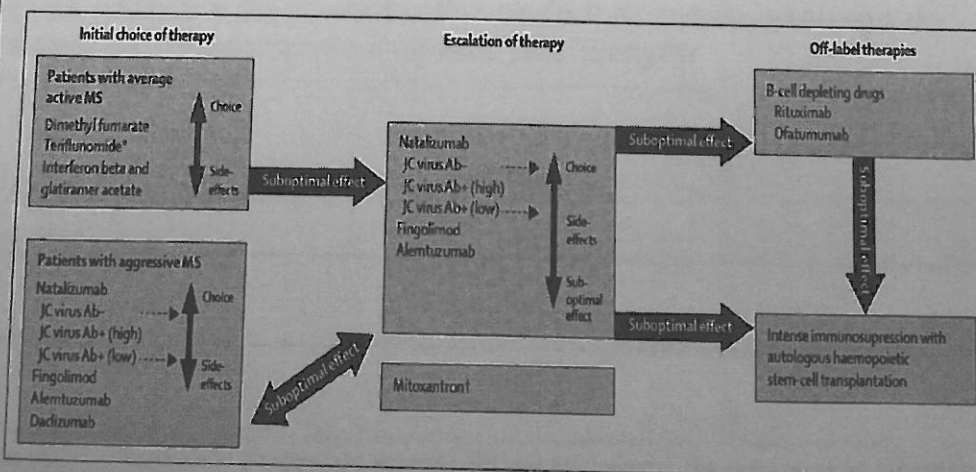 Initial choice of therapy
Escalation of therapy
Off-label therapies
Patients with average
active MS
Dimethyl fumarate
Teriflunomide*
Interferon beta and
glatiramer acetate
Choice
Side-
effects
Suboptimal effect
Patients with aggressive MS
Natalizumab
JC virus Ab–
JC virus Ab+ (high)
JC virus Ab+ (low)
Fingolimod
Alemtuzumab
Daclizumab
Choice
Side-
effects
Suboptimal effect
Natalizumab
JC virus Ab–
JC virus Ab+ (high)
JC virus Ab+ (low)
Fingolimod
Alemtuzumab
Choice
Side-
effects
Sub-
optimal
effect
Mitoxantron†
Suboptimal effect
Suboptimal effect
B-cell depleting drugs
Rituximab
Ofatumumab
Suboptimal effect
Intense immunosupression with
autologous haemopoietic
stem-cell transplantation